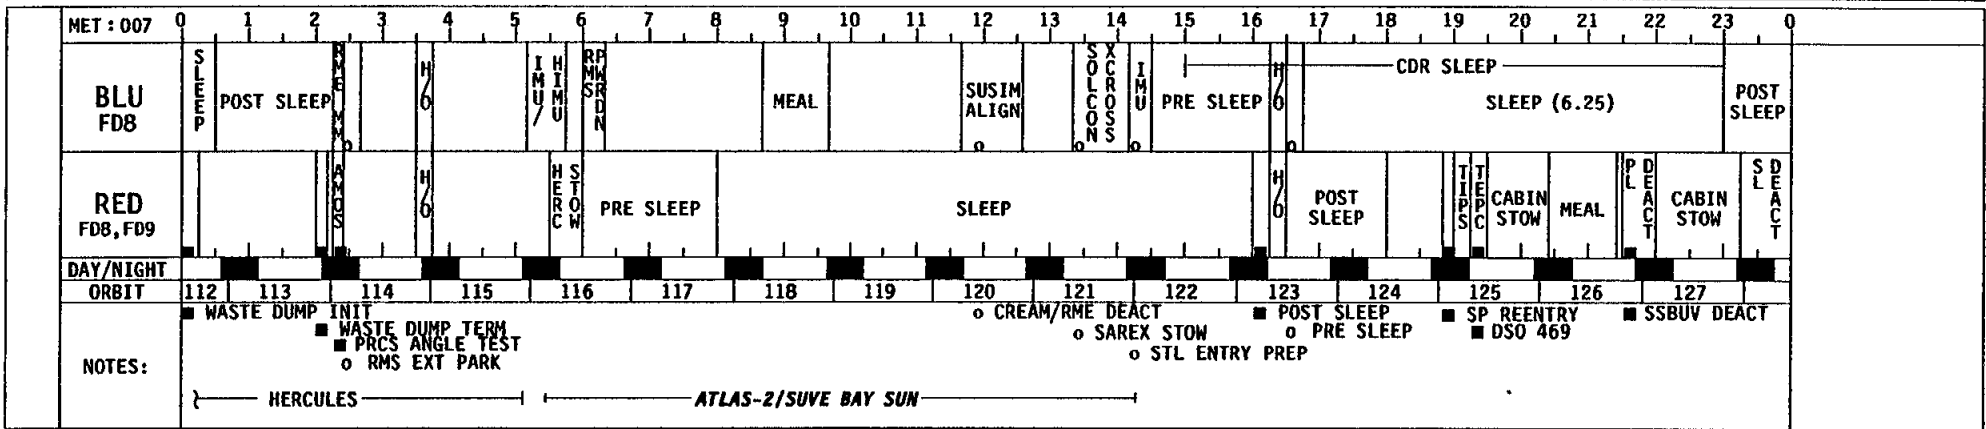 MET:007 0 1 2 3 4 5 6 7 8 9 10 11 12 13 14 15 16 17 18 19 20 21 22 23 0
BLU
FD8
SLEEP
POST SLEEP
RME MM
H/O
IMU/
HIMU
RMS
PWRDN
MEAL
SUSIM
ALIGN
SOLCON
XCROSS
IMU
PRE SLEEP
H/O
CDR SLEEP
SLEEP (6.25)
POST
SLEEP
RED
FD8,FD9
AMOS
H/O
HERC
STOW
PRE SLEEP
SLEEP
H/O
POST
SLEEP
TIPS
TEPC
CABIN
STOW
MEAL
PL
DEACT
CABIN
STOW
SL
DEACT
DAY/NIGHT
ORBIT 112 113 114 115 116 117 118 119 120 121 122 123 124 125 126 127
NOTES:
WASTE DUMP INIT
WASTE DUMP TERM
PRCS ANGLE TEST
o RMS EXT PARK
o CREAM/RME DEACT
o SAREX STOW
o STL ENTRY PREP
POST SLEEP
o PRE SLEEP
SP REENTRY
DSO 469
SSBUV DEACT
HERCULES
ATLAS-2/SUVE BAY SUN